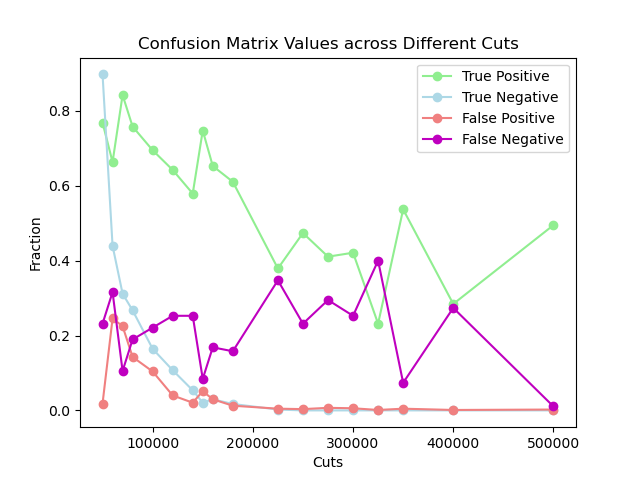 Confusion Matrix Values across Different Cuts
True Positive
True Negative
False Positive
False Negative
Fraction
0.8
0.6
0.4
0.2
0.0
100000 200000 300000 400000 500000
Cuts